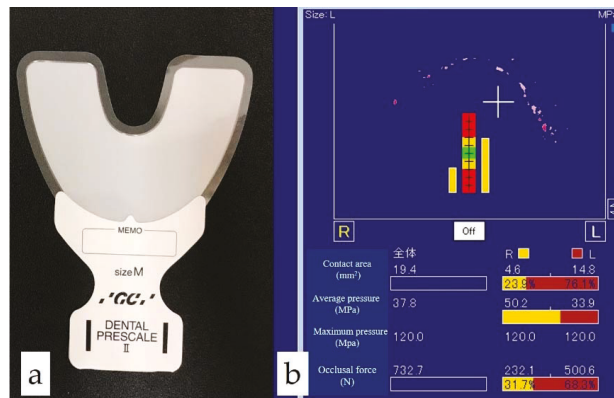 MEMO
size M
GC
DENTAL
PRESCALE
II
a
Size: L
MPa
R
Off
L
全体
R
L
Contact area
(mm²)
19.4
4.6
14.8
23.9%
76.1%
Average pressure
(MPa)
37.8
50.2
33.9
Maximum pressure
(Mpa)
120.0
120.0
120.0
Occlusal force
(N)
732.7
232.1
500.6
31.7%
68.3%
b